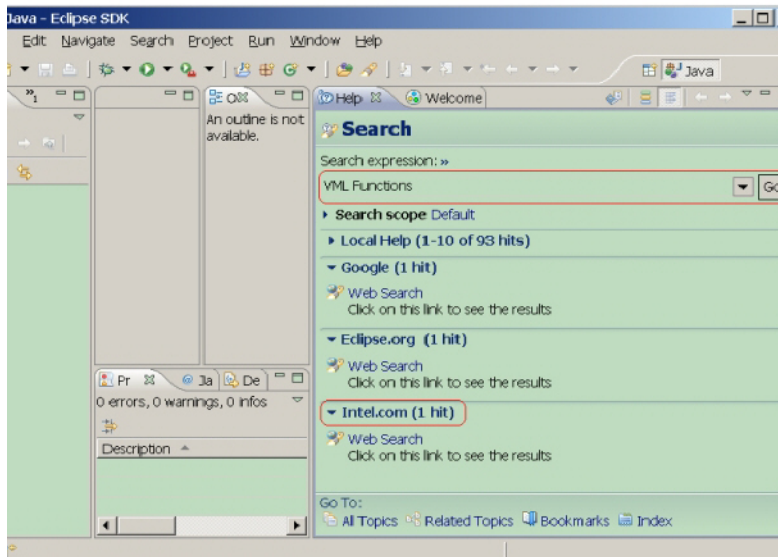 Java - Eclipse SDK
Edit Navigate Search Project Run Window Help
Java
»1
An outline is not
available.
Help
Welcome
Search
Search expression: »
VML Functions
Search scope Default
Local Help (1-10 of 93 hits)
Google (1 hit)
Web Search
Click on this link to see the results
Eclipse.org (1 hit)
Web Search
Click on this link to see the results
Intel.com (1 hit)
Web Search
Click on this link to see the results
Pr
Ja
De
0 errors, 0 warnings, 0 infos
Description
Go To:
All Topics Related Topics Bookmarks Index